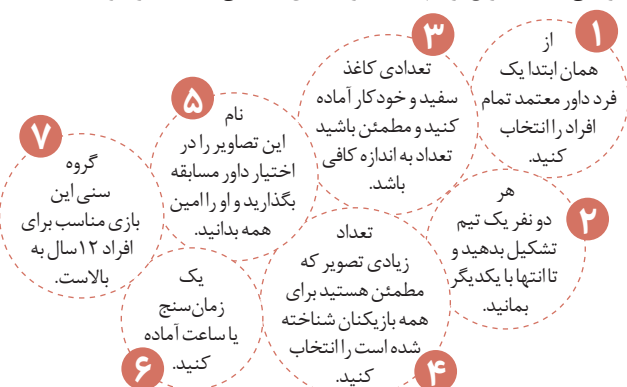 ۱
از
همان ابتدا یک
فرد داور معتمد تمام
افراد را انتخاب
کنید.
۲
هر
دو نفر یک تیم
تشکیل بدهید و
تا انتها با یکدیگر
بمانید.
۳
تعدادی کاغذ
سفید و خودکار آماده
کنید و مطمئن باشید
تعداد به اندازه کافی
باشد.
۴
تعداد
زیادی تصویر که
مطمئن هستید برای
همه بازیکنان شناخته
شده است را انتخاب
کنید.
۵
نام
این تصاویر را در
اختیار داور مسابقه
بگذارید و او را امین
همه بدانید.
۶
یک
زمان‌سنج
یا ساعت آماده
کنید.
۷
گروه
سنی این
بازی مناسب برای
افراد ۱۲سال به
بالاست.